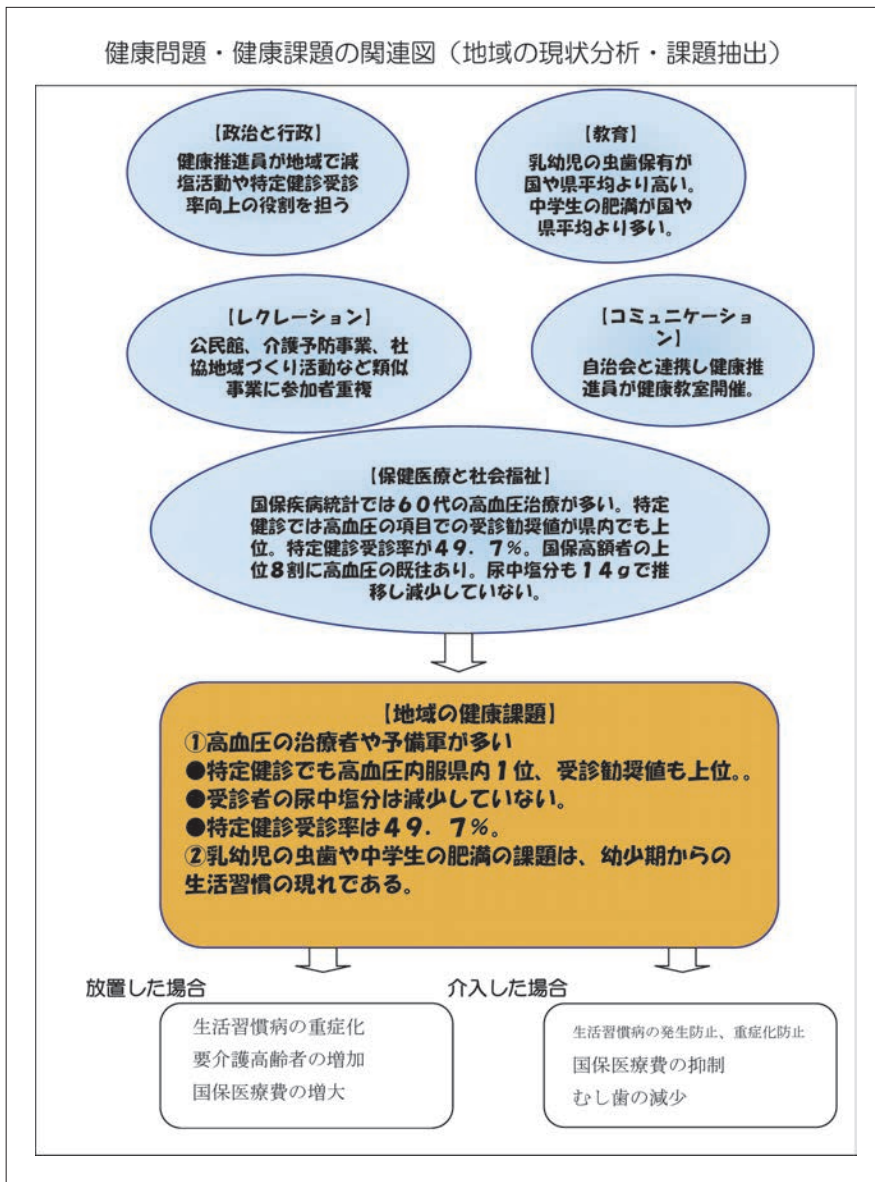 健康問題・健康課題の関連図（地域の現状分析・課題抽出）
【政治と行政】
健康推進員が地域で減
塩活動や特定健診受診
率向上の役割を担う
【教育】
乳幼児の虫歯保有が
国や県平均より高い。
中学生の肥満が国や
県平均より多い。
【レクレーション】
公民館、介護予防事業、社
協地域づくり活動など類似
事業に参加者重複
【コミュニケーショ
ン】
自治会と連携し健康推
進員が健康教室開催。
【保健医療と社会福祉】
国保疾病統計では６０代の高血圧治療が多い。特定
健診では高血圧の項目での受診勧奨値が県内でも上
位。特定健診受診率が４９．７％。国保高額者の上
位８割に高血圧の既往あり。尿中塩分も１４ｇで推
移し減少していない。
【地域の健康課題】
①高血圧の治療者や予備軍が多い
●特定健診でも高血圧内服県内１位、受診勧奨値も上位。。
●受診者の尿中塩分は減少していない。
●特定健診受診率は４９．７％。
②乳幼児の虫歯や中学生の肥満の課題は、幼少期からの
生活習慣の現れである。
放置した場合
生活習慣病の重症化
要介護高齢者の増加
国保医療費の増大
介入した場合
生活習慣病の発生防止、重症化防止
国保医療費の抑制
むし歯の減少